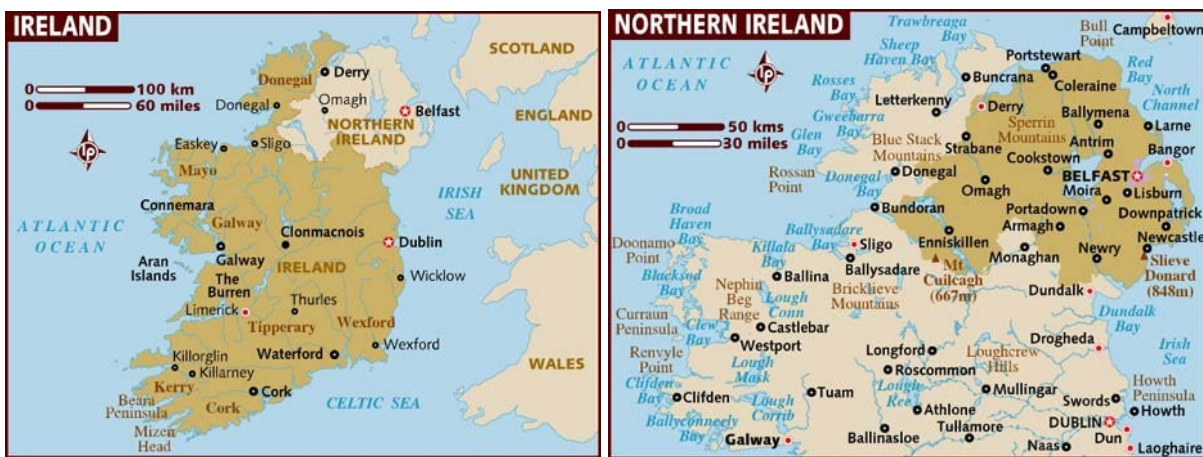 IRELAND
SCOTLAND
Derry
Donegal
0 100 km
0 60 miles
ATLANTIC
OCEAN
Omagh
Donegal
Belfast
NORTHERN
IRELAND
ENGLAND
LP
Easkey
Sligo
Mayo
UNITED
KINGDOM
IRISH
SEA
Connemara
ATLANTIC
OCEAN
Galway
Clonmacnois
Dublin
Galway
IRELAND
Aran
Islands
The
Burren
Wicklow
Thurles
Limerick
Tipperary
Wexford
Wexford
Waterford
WALES
Killorglin
Killarney
Kerry
Cork
Beara
Peninsula
Cork
CELTIC SEA
Mizen
Head
NORTHERN IRELAND
Trawbreaga
Bay
Bull
Point
Campbeltown
Sheep
Haven Bay
Portstewart
ATLANTIC
OCEAN
LP
Buncrana
Coleraine
Red
Bay
Rosses
Bay
Letterkenny
Derry
Ballymena
North
Channel
0 50 kms
0 30 miles
Gweebarra
Bay
Sperrin
Mountains
Larne
Glen
Bay
Blue Stack
Mountains
Strabane
Antrim
Bangor
Cookstown
Rossan
Point
Donegal
BELFAST
Omagh
Moira
Lisburn
Donegal
Bay
Bundoran
Portadown
Downpatrick
Broad
Haven Bay
Ballysadare
Bay
Armagh
Newcastle
Doonamo
Point
Killala
Bay
Sligo
Enniskillen
Monaghan
Newry
Slieve
Donard
(848m)
Ballysadare
Mt
Cuilcagh
(667m)
Blacksod
Bay
Ballina
Nephin
Beg
Range
Bricklieve
Mountains
Dundalk
Lough
Conn
Curraun
Peninsula
Clew
Bay
Castlebar
Dundalk
Bay
Westport
Drogheda
Renvyle
Point
Longford
Loughcrew
Hills
Irish
Sea
Lough
Mask
Roscommon
Clifden
Bay
Clifden
Tuam
Lough
Ree
Mullingar
Howth
Peninsula
Swords
Howth
Lough
Corrib
Athlone
Ballyconneely
Bay
DUBLIN
Ballinasloe
Tullamore
Dun
Galway
Naas
Laoghaire